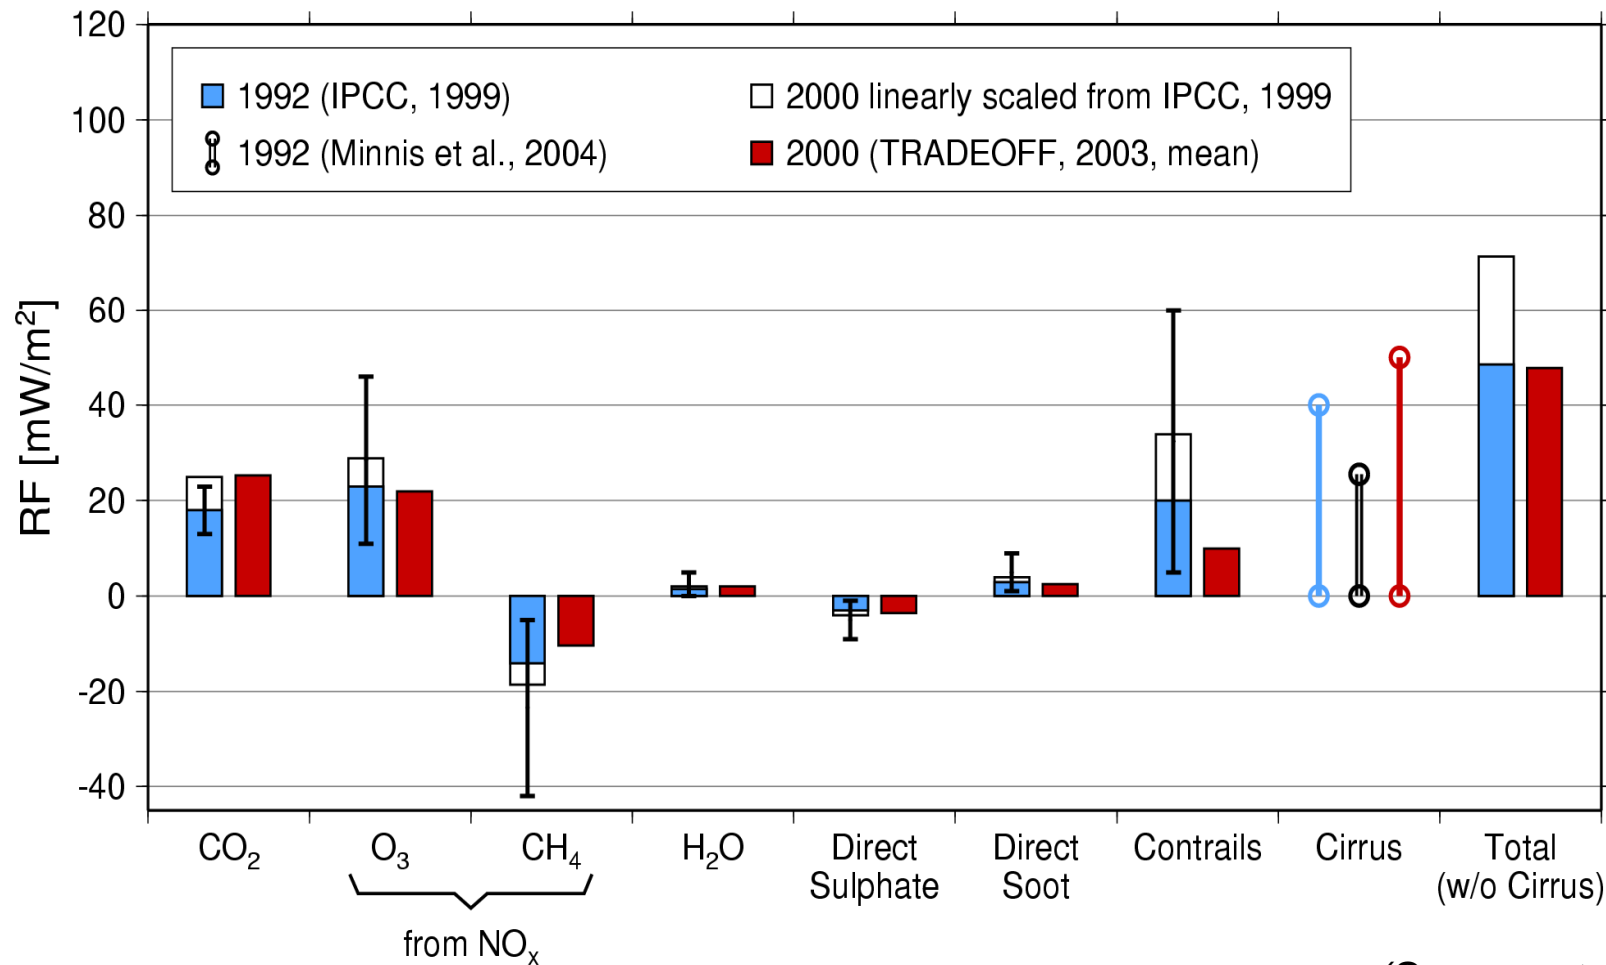 120
100
80
60
40
20
0
-20
-40
RF [mW/m²]
1992 (IPCC, 1999)
2000 linearly scaled from IPCC, 1999
1992 (Minnis et al., 2004)
2000 (TRADEOFF, 2003, mean)
CO₂
O₃
CH₄
H₂O
Direct
Sulphate
Direct
Soot
Contrails
Cirrus
Total
(w/o Cirrus)
from NOₓ